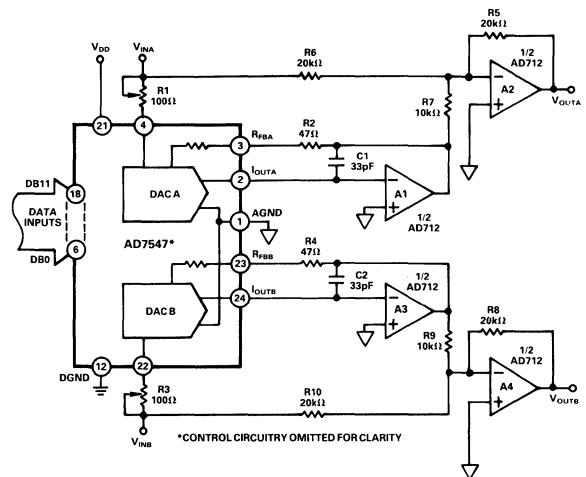 R5
20kΩ
VDD
VINA
R6
20kΩ
1/2
AD712
A2
VOUTA
R1
100Ω
R7
10kΩ
21
4
RFBA
R2
47Ω
3
C1
33pF
DB11
18
IOUTA
2
DAC A
A1
1/2
AD712
DATA
INPUTS
AGND
1
AD7547*
6
DB0
RFBB
R4
47Ω
23
C2
33pF
1/2
AD712
IOUTB
24
DAC B
A3
R8
20kΩ
R9
10kΩ
1/2
AD712
DGND
12
22
R3
100Ω
R10
20kΩ
A4
VOUTB
VINB
*CONTROL CIRCUITRY OMITTED FOR CLARITY